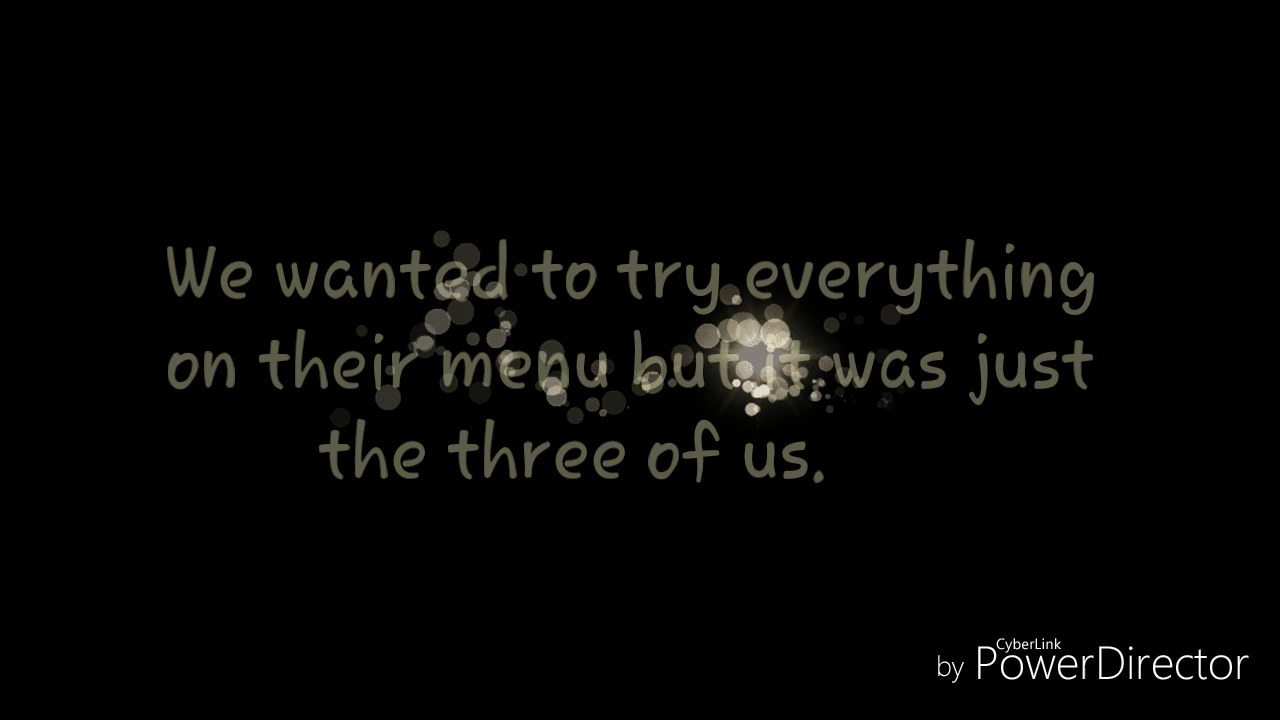 We wanted to try everything
on their menu but it was just
the three of us.
CyberLink
by PowerDirector